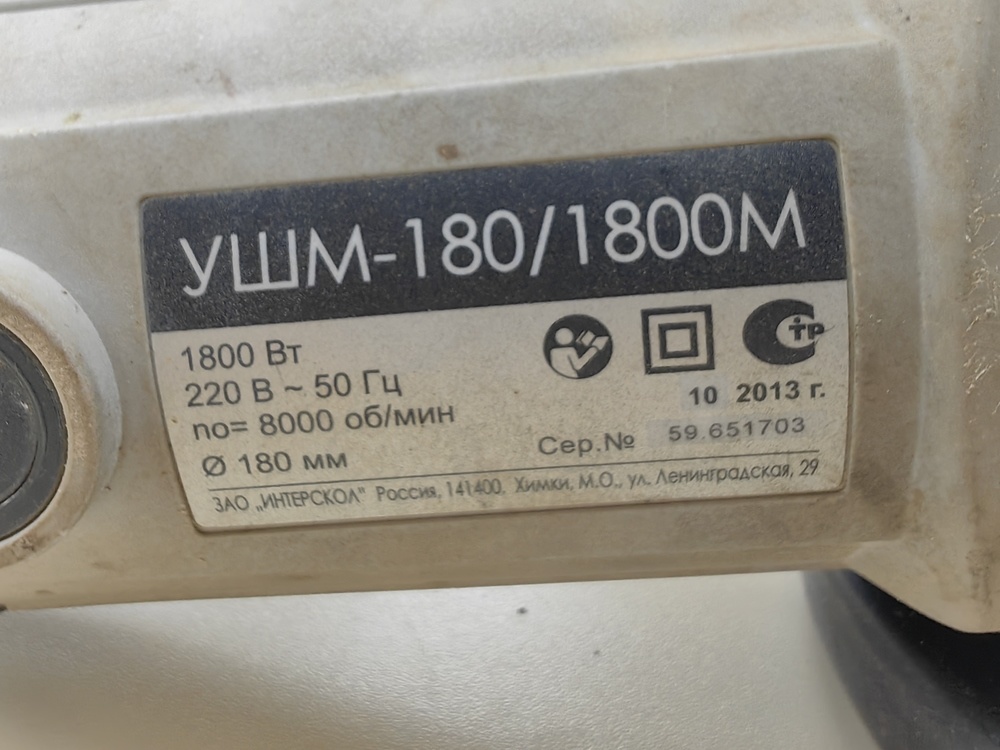 УШМ-180/1800М
1800 Вт
220 В ~ 50 Гц
no= 8000 об/мин
Ø 180 мм
тр
10 2013 г.
Сер.№ 59.651703
ЗАО „ИНТЕРСКОЛ" Россия, 141400, Химки, М.О., ул. Ленинградская, 29